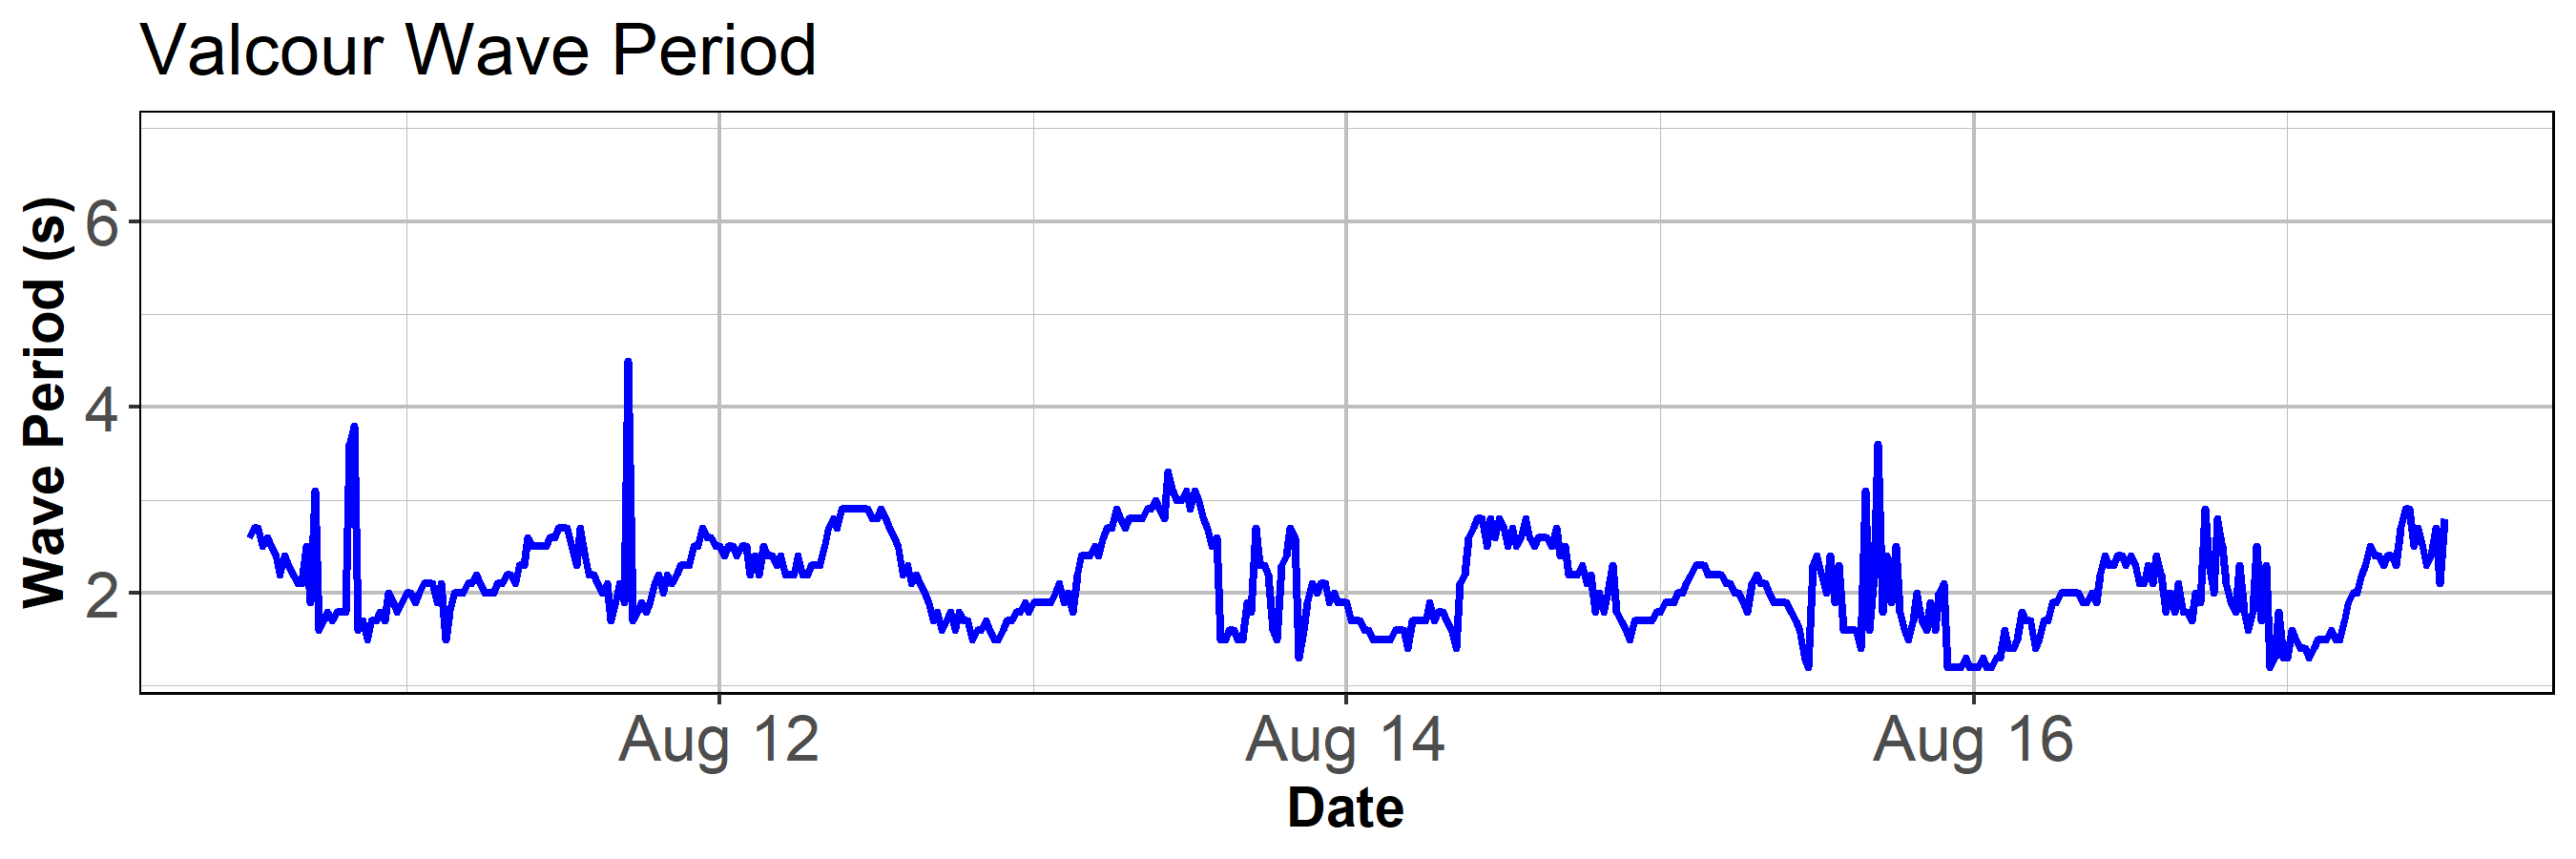 Valcour Wave Period
Wave Period (s)
6
4
2
Aug 12
Aug 14
Aug 16
Date